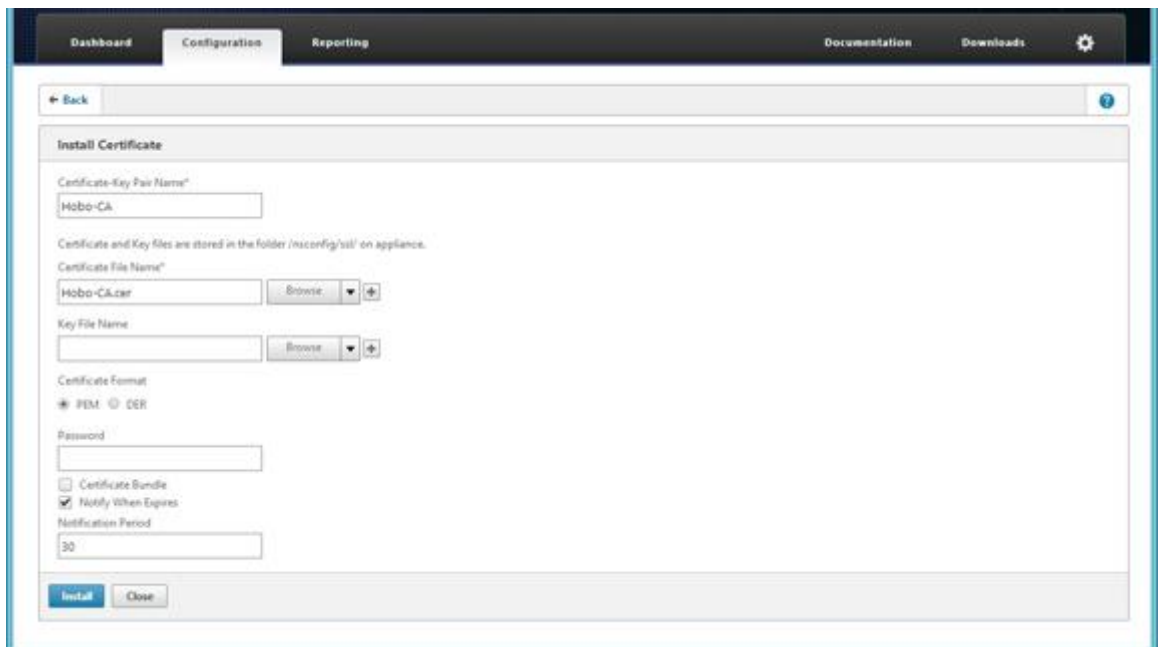 Dashboard Configuration Reporting Documentation Downloads
← Back
Install Certificate
Certificate-Key Pair Name*
Hobo-CA
Certificate and Key files are stored in the folder /nsconfig/ssl/ on appliance.
Certificate File Name*
Hobo-CA.cer Browse
Key File Name
Browse
Certificate Format
PEM DER
Password
Certificate Bundle
Notify When Expires
Notification Period
30
Install Close